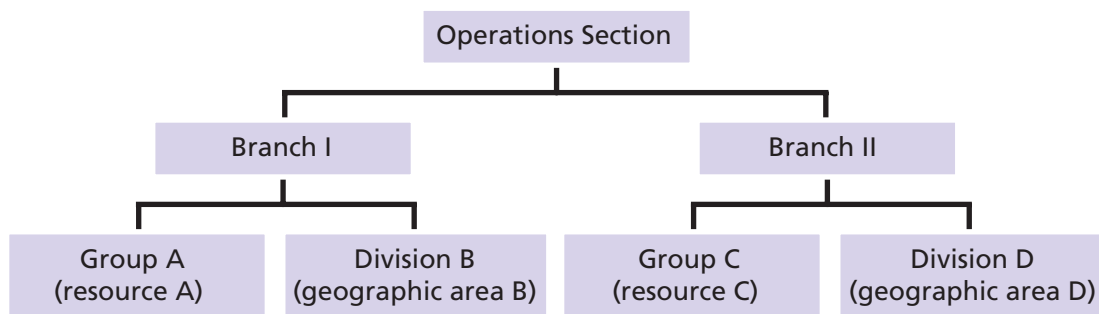 Operations Section
Branch I
Branch II
Group A
(resource A)
Division B
(geographic area B)
Group C
(resource C)
Division D
(geographic area D)